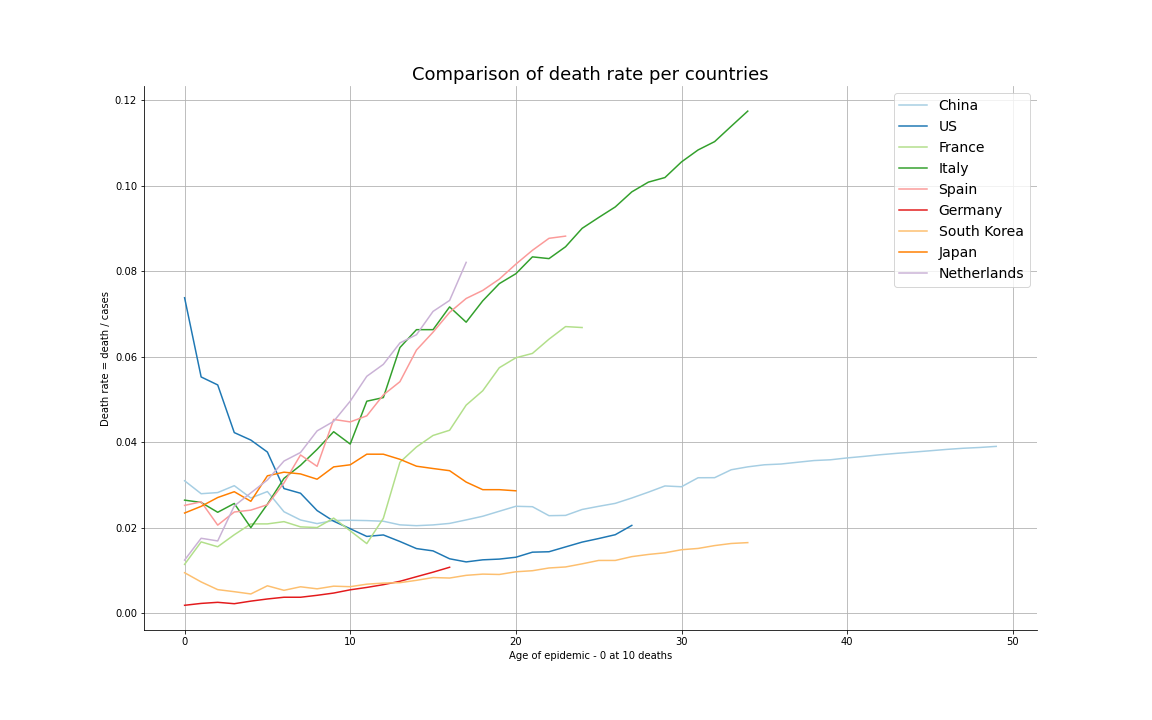 Comparison of death rate per countries
0.12
0.10
0.08
0.06
0.04
0.02
0.00
Death rate = death / cases
0 10 20 30 40 50
Age of epidemic - 0 at 10 deaths
China
US
France
Italy
Spain
Germany
South Korea
Japan
Netherlands